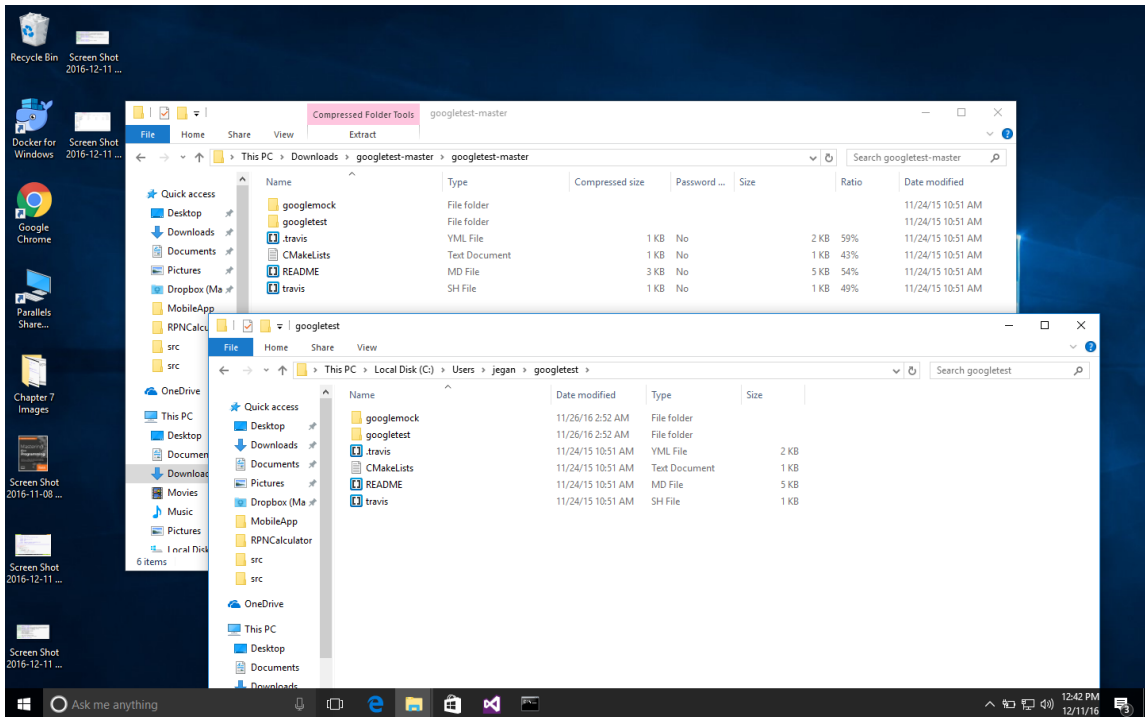 Recycle Bin
Screen Shot
2016-12-11 ...
Docker for
Windows
Screen Shot
2016-12-11 ...
Google
Chrome
Parallels
Share...
Chapter 7
Images
Screen Shot
2016-11-08 ...
Screen Shot
2016-12-11 ...
Screen Shot
2016-12-11 ...
Compressed Folder Tools googletest-master
File Home Share View Extract
This PC > Downloads > googletest-master > googletest-master
Search googletest-master
Name Type Compressed size Password ... Size Ratio Date modified
googlemock File folder 11/24/15 10:51 AM
googletest File folder 11/24/15 10:51 AM
.travis YML File 1 KB No 2 KB 59% 11/24/15 10:51 AM
CMakeLists Text Document 1 KB No 1 KB 43% 11/24/15 10:51 AM
README MD File 3 KB No 5 KB 54% 11/24/15 10:51 AM
travis SH File 1 KB No 1 KB 49% 11/24/15 10:51 AM
Quick access
Desktop
Downloads
Documents
Pictures
Dropbox (Ma
MobileApp
RPNCalcu
src
src
OneDrive
This PC
Desktop
Documen
Downloac
Movies
Music
Pictures
Local Disk
6 items
googletest
File Home Share View
This PC > Local Disk (C:) > Users > jegan > googletest >
Search googletest
Name Date modified Type Size
googlemock 11/26/16 2:52 AM File folder
googletest 11/26/16 2:52 AM File folder
.travis 11/24/15 10:51 AM YML File 2 KB
CMakeLists 11/24/15 10:51 AM Text Document 1 KB
README 11/24/15 10:51 AM MD File 5 KB
travis 11/24/15 10:51 AM SH File 1 KB
Quick access
Desktop
Downloads
Documents
Pictures
Dropbox (Ma
MobileApp
RPNCalculator
src
src
OneDrive
This PC
Desktop
Documents
Downloads
Ask me anything
12:42 PM
12/11/16
3